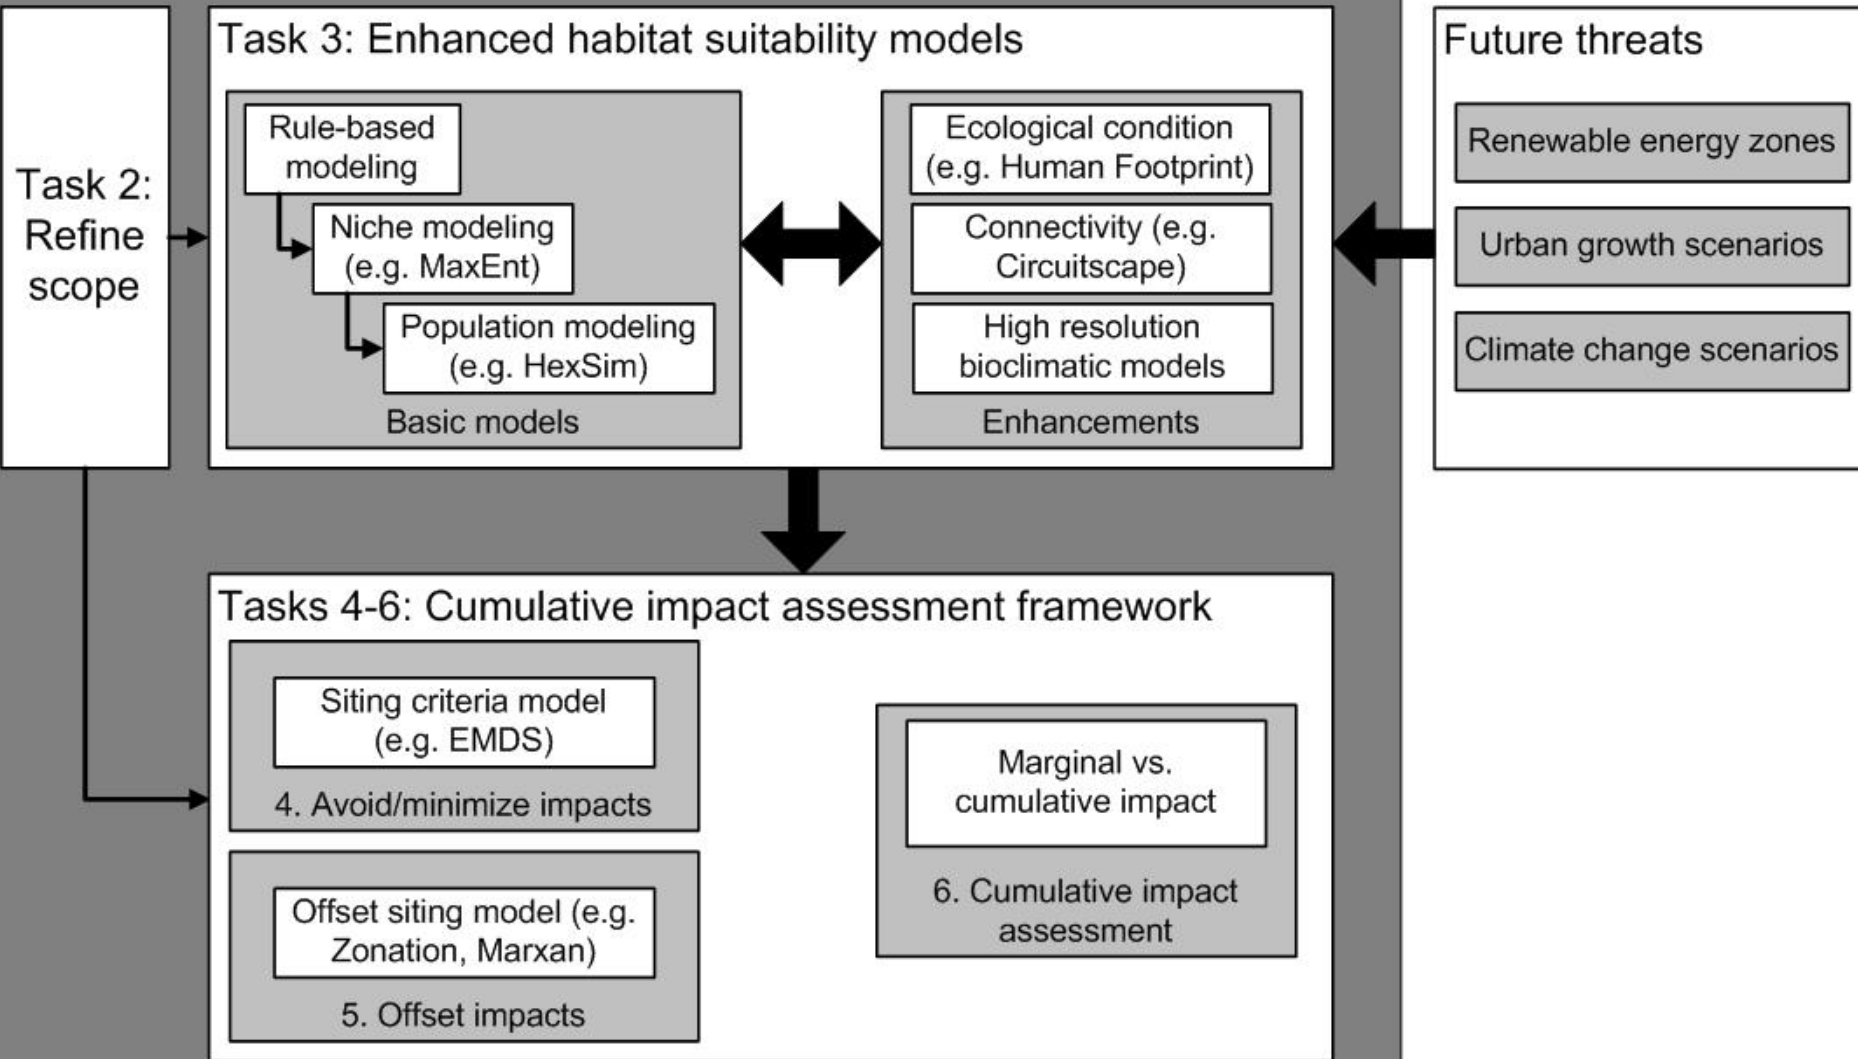 Task 2:
Refine
scope
Task 3: Enhanced habitat suitability models
Rule-based
modeling
Niche modeling
(e.g. MaxEnt)
Population modeling
(e.g. HexSim)
Basic models
Ecological condition
(e.g. Human Footprint)
Connectivity (e.g.
Circuitscape)
High resolution
bioclimatic models
Enhancements
Future threats
Renewable energy zones
Urban growth scenarios
Climate change scenarios
Tasks 4-6: Cumulative impact assessment framework
Siting criteria model
(e.g. EMDS)
4. Avoid/minimize impacts
Offset siting model (e.g.
Zonation, Marxan)
5. Offset impacts
Marginal vs.
cumulative impact
6. Cumulative impact
assessment